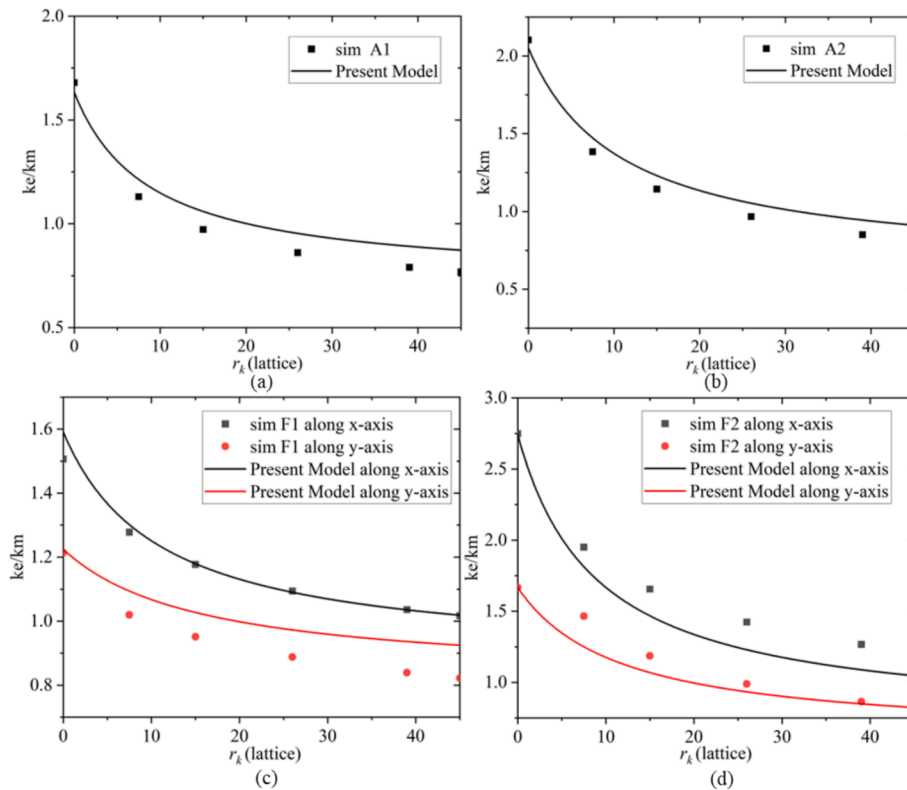 2.0
1.5
1.0
0.5
ke/km
sim A1
Present Model
0 10 20 30 40
r_k (lattice)
(a)
2.0
1.5
1.0
0.5
ke/km
sim A2
Present Model
0 10 20 30 40
r_k (lattice)
(b)
1.6
1.4
1.2
1.0
0.8
ke/km
sim F1 along x-axis
sim F1 along y-axis
Present Model along x-axis
Present Model along y-axis
0 10 20 30 40
r_k (lattice)
(c)
3.0
2.5
2.0
1.5
1.0
ke/km
sim F2 along x-axis
sim F2 along y-axis
Present Model along x-axis
Present Model along y-axis
0 10 20 30 40
r_k (lattice)
(d)